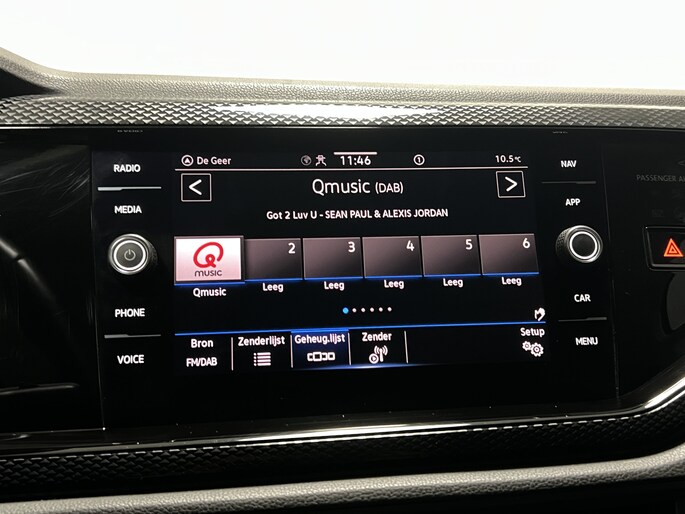 RADIO
MEDIA
PHONE
VOICE
De Geer
11:46
1
10.5°C
Qmusic (DAB)
Got 2 Luv U - SEAN PAUL & ALEXIS JORDAN
MUSIC
2
3
4
5
6
Qmusic
Leeg
Leeg
Leeg
Leeg
Leeg
Bron
FM/DAB
Zenderlijst
Geheug.lijst
Zender
Setup
NAV
APP
CAR
MENU
PASSENGER